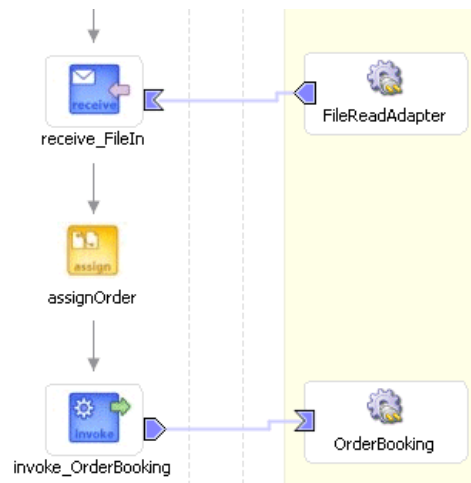 receive
FileReadAdapter
receive_FileIn
assign
assignOrder
invoke
OrderBooking
invoke_OrderBooking